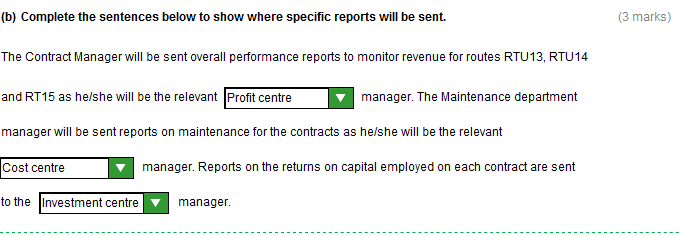 (b) Complete the sentences below to show where specific reports will be sent. (3 marks)
The Contract Manager will be sent overall performance reports to monitor revenue for routes RTU13, RTU14
and RT15 as he/she will be the relevant Profit centre manager. The Maintenance department
manager will be sent reports on maintenance for the contracts as he/she will be the relevant
Cost centre manager. Reports on the returns on capital employed on each contract are sent
to the Investment centre manager.